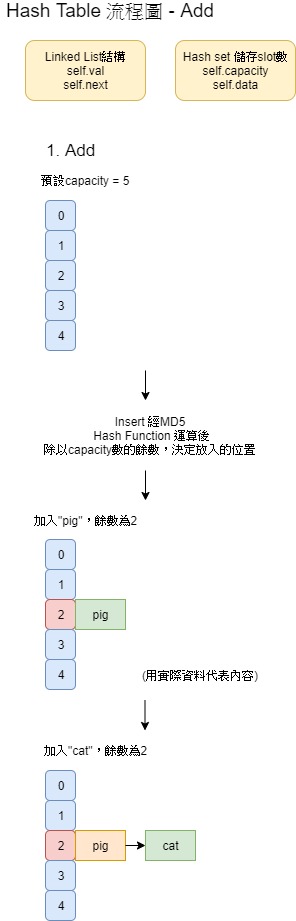 Hash Table 流程圖 - Add
Linked List結構
self.val
self.next
Hash set 儲存slot數
self.capacity
self.data
1. Add
預設capacity = 5
0
1
2
3
4
Insert 經MD5
Hash Function 運算後
除以capacity數的餘數，決定放入的位置
加入"pig"，餘數為2
0
1
2 pig
3
4
(用實際資料代表內容)
加入"cat"，餘數為2
0
1
2 pig cat
3
4